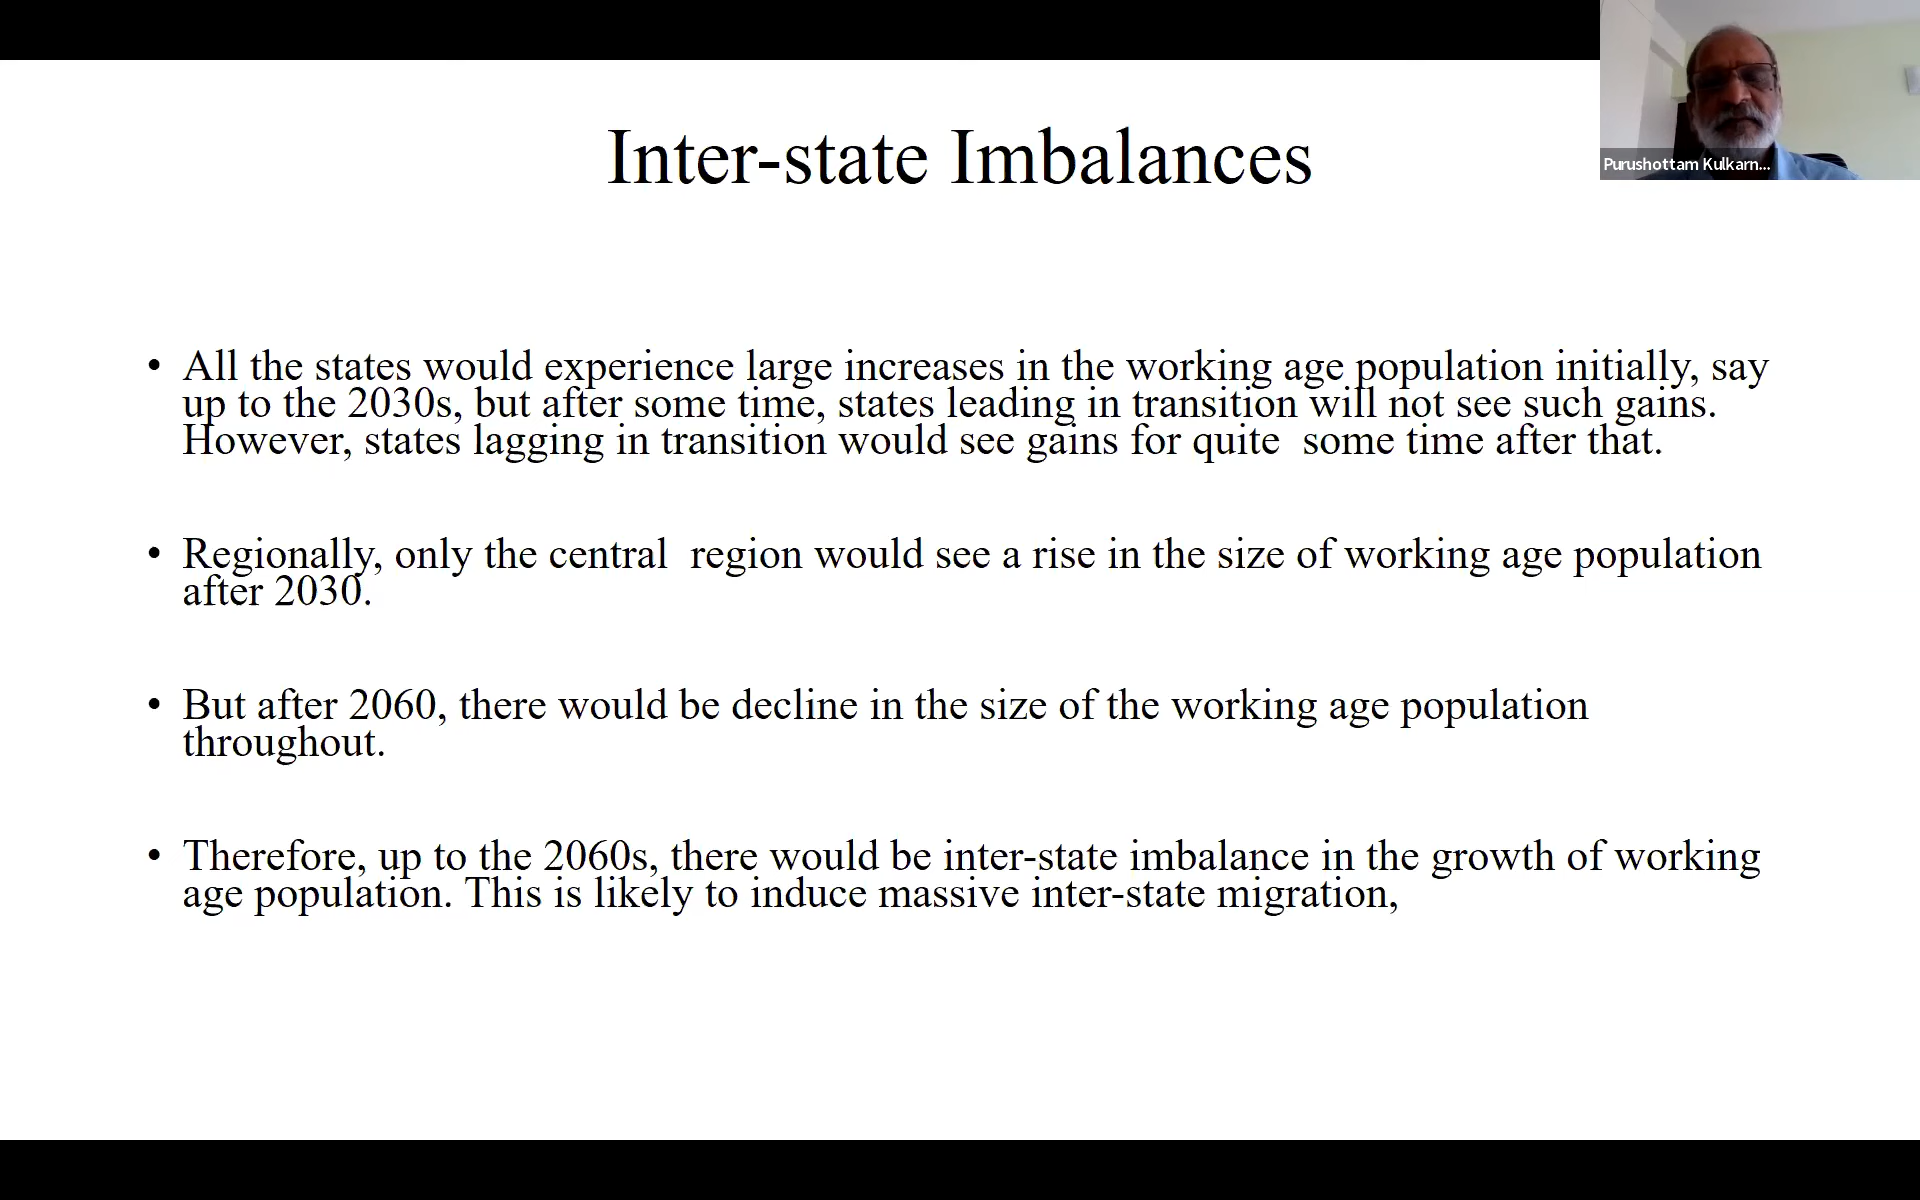 Inter-state Imbalances
Purushottam Kulkarn...
• All the states would experience large increases in the working age population initially, say
up to the 2030s, but after some time, states leading in transition will not see such gains.
However, states lagging in transition would see gains for quite  some time after that.
• Regionally, only the central  region would see a rise in the size of working age population
after 2030.
• But after 2060, there would be decline in the size of the working age population
throughout.
• Therefore, up to the 2060s, there would be inter-state imbalance in the growth of working
age population. This is likely to induce massive inter-state migration,